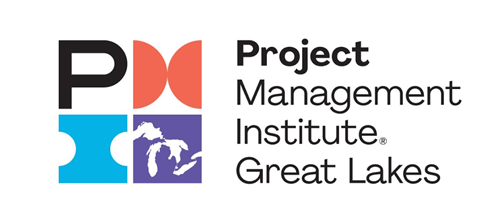 P
Project
Management
Institute®
Great Lakes